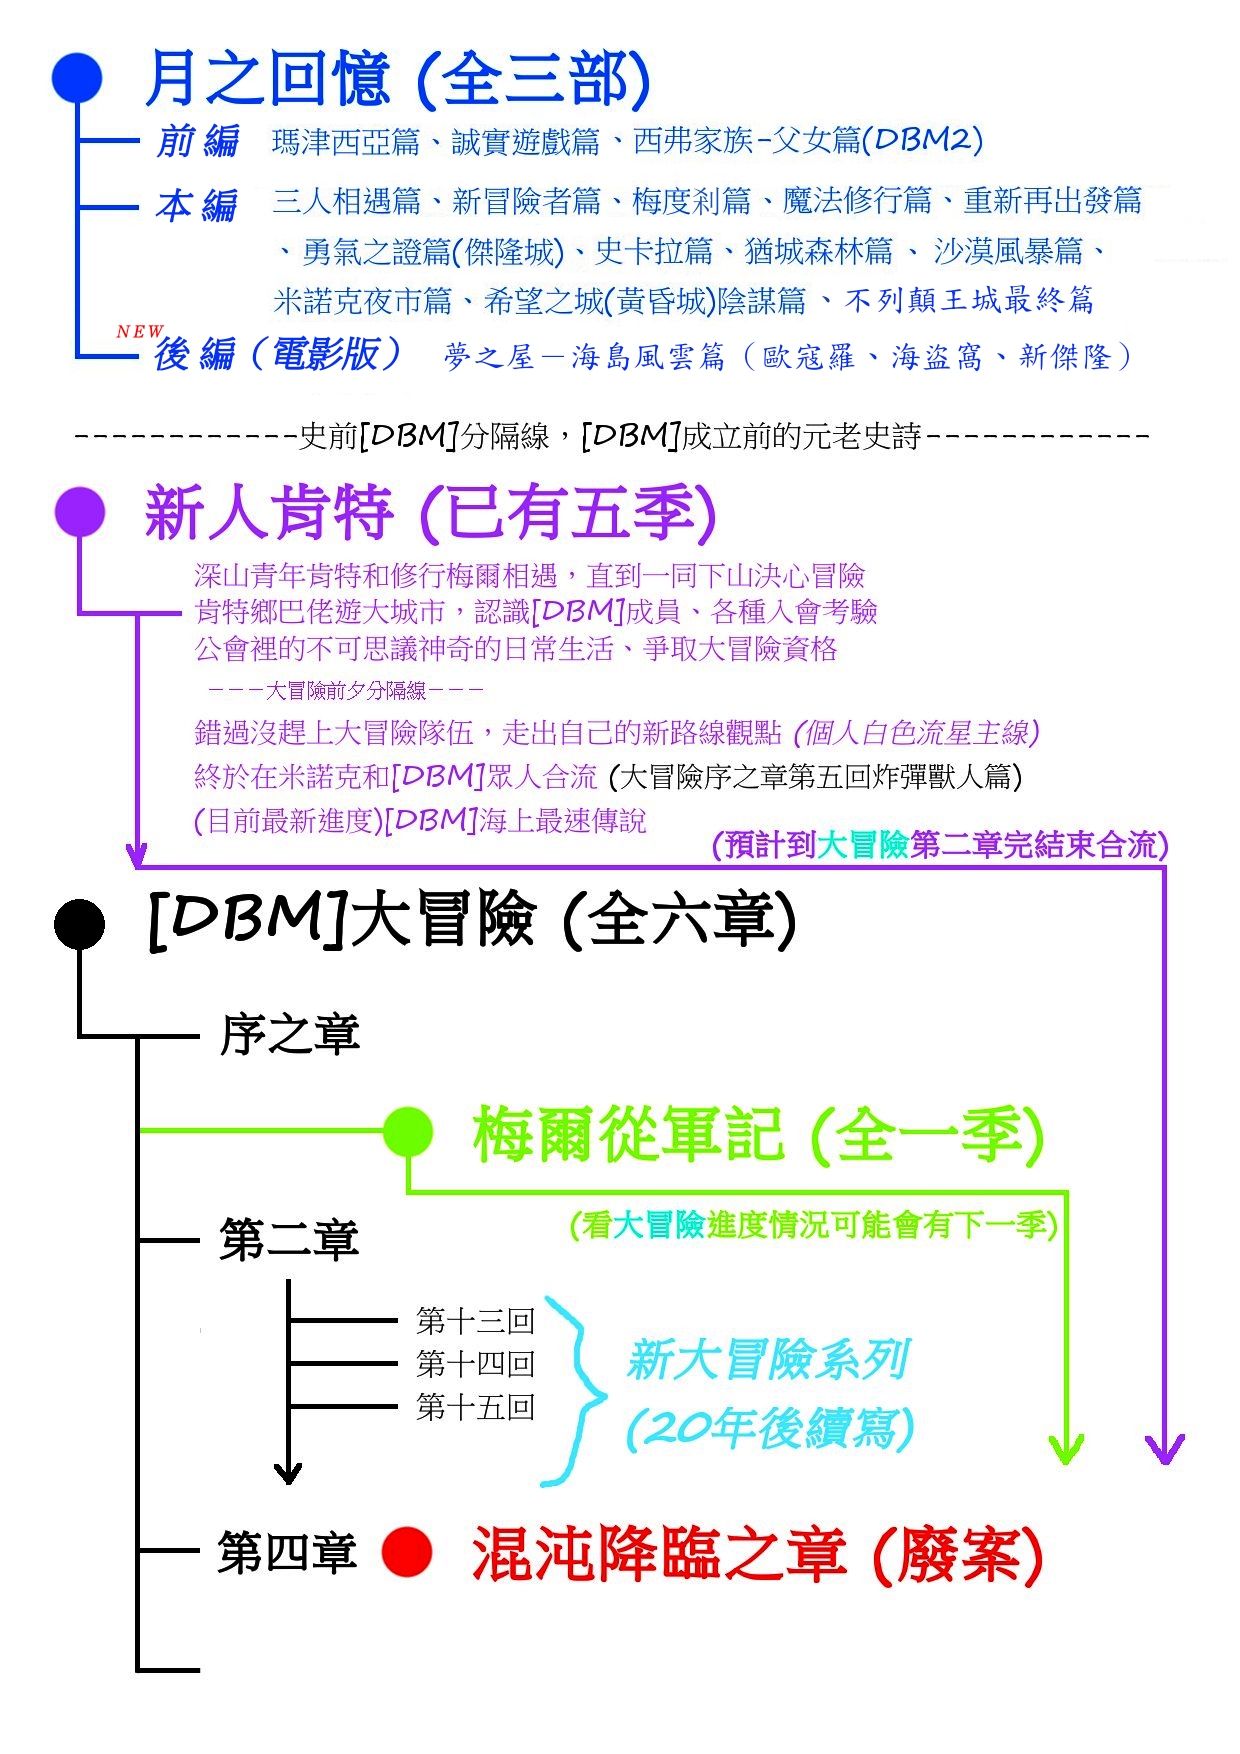 月之回憶 (全三部)
前編 瑪津西亞篇、誠實遊戲篇、西弗家族-父女篇(DBM2)
本編 三人相遇篇、新冒險者篇、梅度剎篇、魔法修行篇、重新再出發篇
、勇氣之證篇(傑隆城)、史卡拉篇、猶城森林篇、沙漠風暴篇、
米諾克夜市篇、希望之城(黃昏城)陰謀篇、不列顛王城最終篇
NEW
後編（電影版） 夢之屋－海島風雲篇（歐寇羅、海盜窩、新傑隆）
------------史前[DBM]分隔線，[DBM]成立前的元老史詩------------
新人肯特 (已有五季)
深山青年肯特和修行梅爾相遇，直到一同下山決心冒險
肯特鄉巴佬遊大城市，認識[DBM]成員、各種入會考驗
公會裡的不可思議神奇的日常生活、爭取大冒險資格
---大冒險前夕分隔線---
錯過沒趕上大冒險隊伍，走出自己的新路線觀點 (個人白色流星主線)
終於在米諾克和[DBM]眾人合流 (大冒險序之章第五回炸彈獸人篇)
(目前最新進度)[DBM]海上最速傳說
(預計到大冒險第二章完結束合流)
[DBM]大冒險 (全六章)
序之章
梅爾從軍記 (全一季)
(看大冒險進度情況可能會有下一季)
第二章
第十三回
第十四回
第十五回
新大冒險系列
(20年後續寫)
第四章 混沌降臨之章 (廢案)